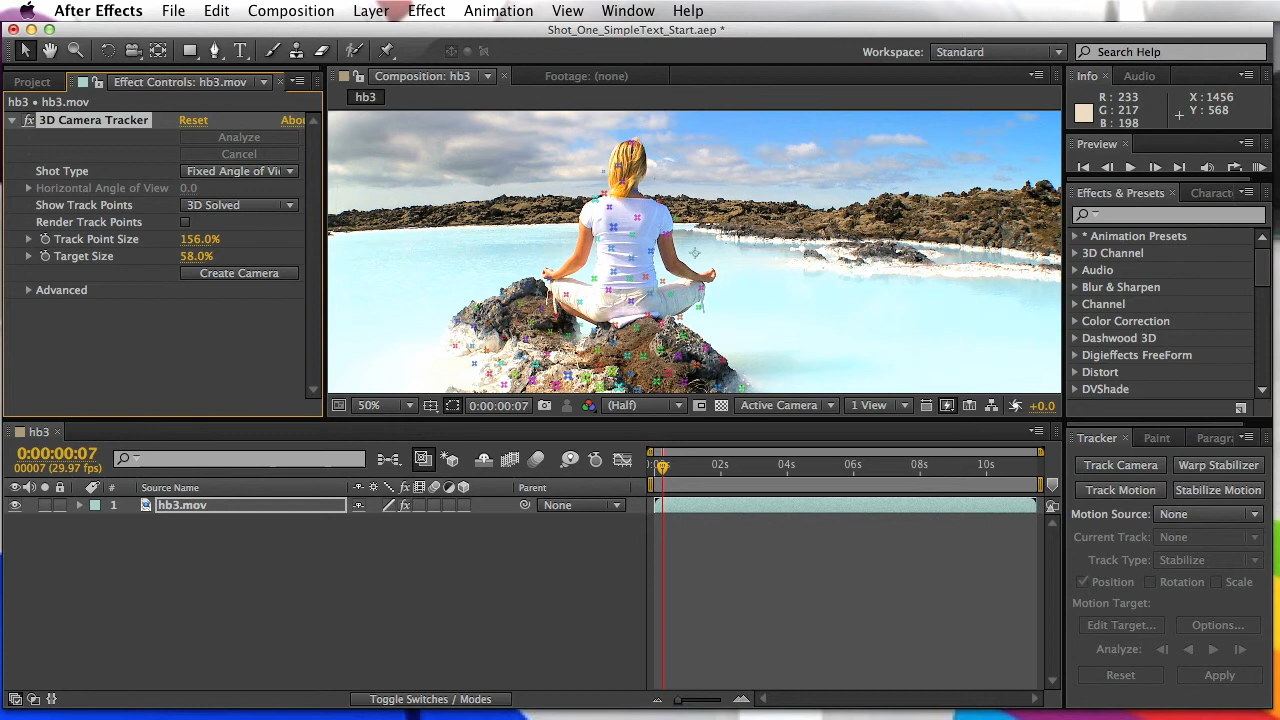 After Effects File Edit Composition Layer Effect Animation View Window Help
Shot_One_SimpleText_Start.aep *
Workspace: Standard Search Help
Project Effect Controls: hb3.mov
hb3 • hb3.mov
fx 3D Camera Tracker Reset Abou
Analyze
Cancel
Shot Type Fixed Angle of Vi
Horizontal Angle of View 0.0
Show Track Points 3D Solved
Render Track Points
Track Point Size 156.0%
Target Size 58.0%
Create Camera
Advanced
Composition: hb3 Footage: (none)
hb3
50% 0:00:00:07 (Half) Active Camera 1 View +0.0
Info Audio
R : 233 X : 1456
G : 217 Y : 568
B : 198
Preview
Effects & Presets Charact
* Animation Presets
3D Channel
Audio
Blur & Sharpen
Channel
Color Correction
Dashwood 3D
Digieffects FreeForm
Distort
DVShade
hb3
0:00:00:07
00007 (29.97 fps)
:00s 02s 04s 06s 08s 10s
# Source Name fx Parent
1 hb3.mov fx None
Toggle Switches / Modes
Tracker Paint Paragr
Track Camera Warp Stabilizer
Track Motion Stabilize Motion
Motion Source: None
Current Track: None
Track Type: Stabilize
Position Rotation Scale
Motion Target:
Edit Target... Options...
Analyze:
Reset Apply